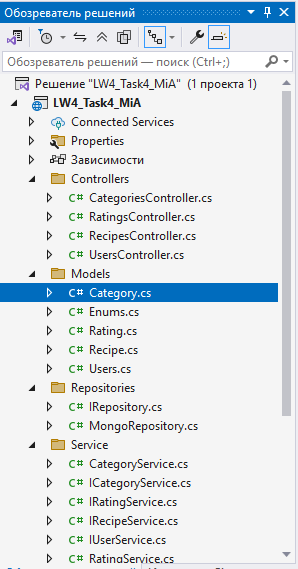 Обозреватель решений
Обозреватель решений — поиск (Ctrl+;)
Решение "LW4_Task4_MiA" (1 проекта 1)
LW4_Task4_MiA
Connected Services
Properties
Зависимости
Controllers
C# CategoriesController.cs
C# RatingsController.cs
C# RecipesController.cs
C# UsersController.cs
Models
C# Category.cs
C# Enums.cs
C# Rating.cs
C# Recipe.cs
C# Users.cs
Repositories
C# IRepository.cs
C# MongoRepository.cs
Service
C# CategoryService.cs
C# ICategoryService.cs
C# IRatingService.cs
C# IRecipeService.cs
C# IUserService.cs
C# RatingService.cs